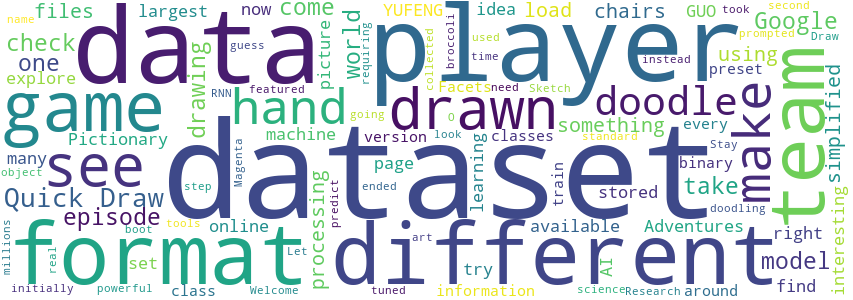 files
largest
now
come
YUFENG
idea
load
chairs
GUO
took
name
second
check
data
guess
player
collected
broccoli
used
time
Google
Draw
one
world
picture
requiring
using
prompted
explore
drawing
RNN
featured
Facets
need
Sketch
preset
instead
game
hand
drawn
doodle
team
simplified
going
O
something
make
Pictionary
machine
version
classes
standard
many
look
every
Stay
page
binary
object
see
step
Magenta
dataset
learning
train
stored
take
Quick Draw
predict
ended
doodling
interesting
episode
processing
online
art
available
Adventures
right
millions
format
boot
real
tools
different
AI
model
set
Let
try
science
find
initially
powerful
class
Welcome
tuned
information
Research
around